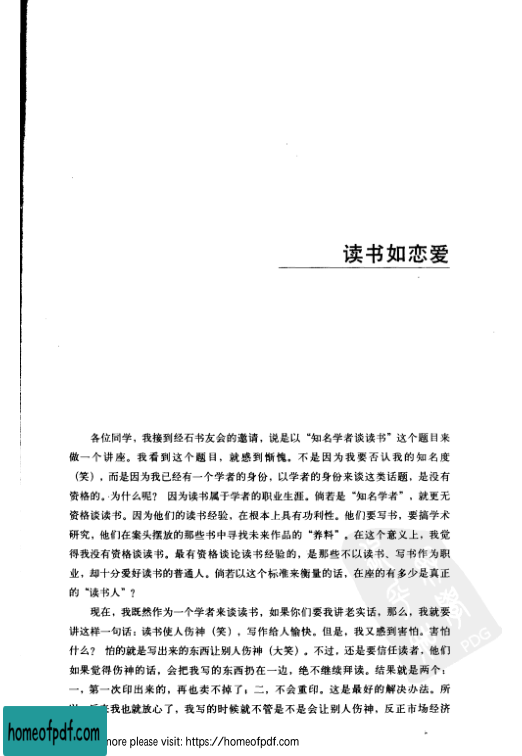 读书如恋爱
各位同学，我接到经石书友会的邀请，说是以“知名学者谈读书”这个题目来
做一个讲座。我看到这个题目，就感到惭愧。不是因为我要否认我的知名度
（笑），而是因为我已经有一个学者的身份，以学者的身份来谈这类话题，是没有
资格的。为什么呢？ 因为读书属于学者的职业生涯。倘若是“知名学者”，就更无
资格谈读书。因为他们的读书经验，在根本上具有功利性。他们要写书，要搞学术
研究，他们在案头摆放的那些书中寻找未来作品的“养料”。在这个意义上，我觉
得我没有资格谈读书。最有资格谈论读书经验的，是那些不以读书、写书作为职
业，却十分爱好读书的普通人。倘若以这个标准来衡量的话，在座的有多少是真正
的“读书人”？
现在，我既然作为一个学者来谈读书，如果你们要我讲老实话，那么，我就要
讲这样一句话：读书使人伤神（笑），写作给人愉快。但是，我又感到害怕。害怕
什么？ 怕的就是写出来的东西让别人伤神（大笑）。不过，还是要信任读者，他们
如果觉得伤神的话，会把我写的东西扔在一边，绝不继续拜读。结果就是两个：
一，第一次印出来的，再也卖不掉了；二，不会重印。这是最好的解决办法。所
我也就放心了，我写的时候就不管是不是会让别人伤神，反正市场经济
homeofpdf.com
more please visit: https://homeofpdf.com
PDG